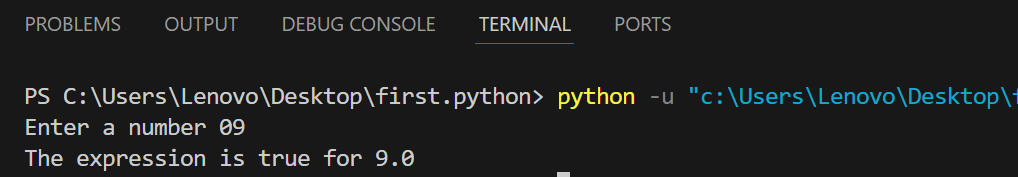 PROBLEMS OUTPUT DEBUG CONSOLE TERMINAL PORTS
PS C:\Users\Lenovo\Desktop\first.python> python -u "c:\Users\Lenovo\Desktop\
Enter a number 09
The expression is true for 9.0